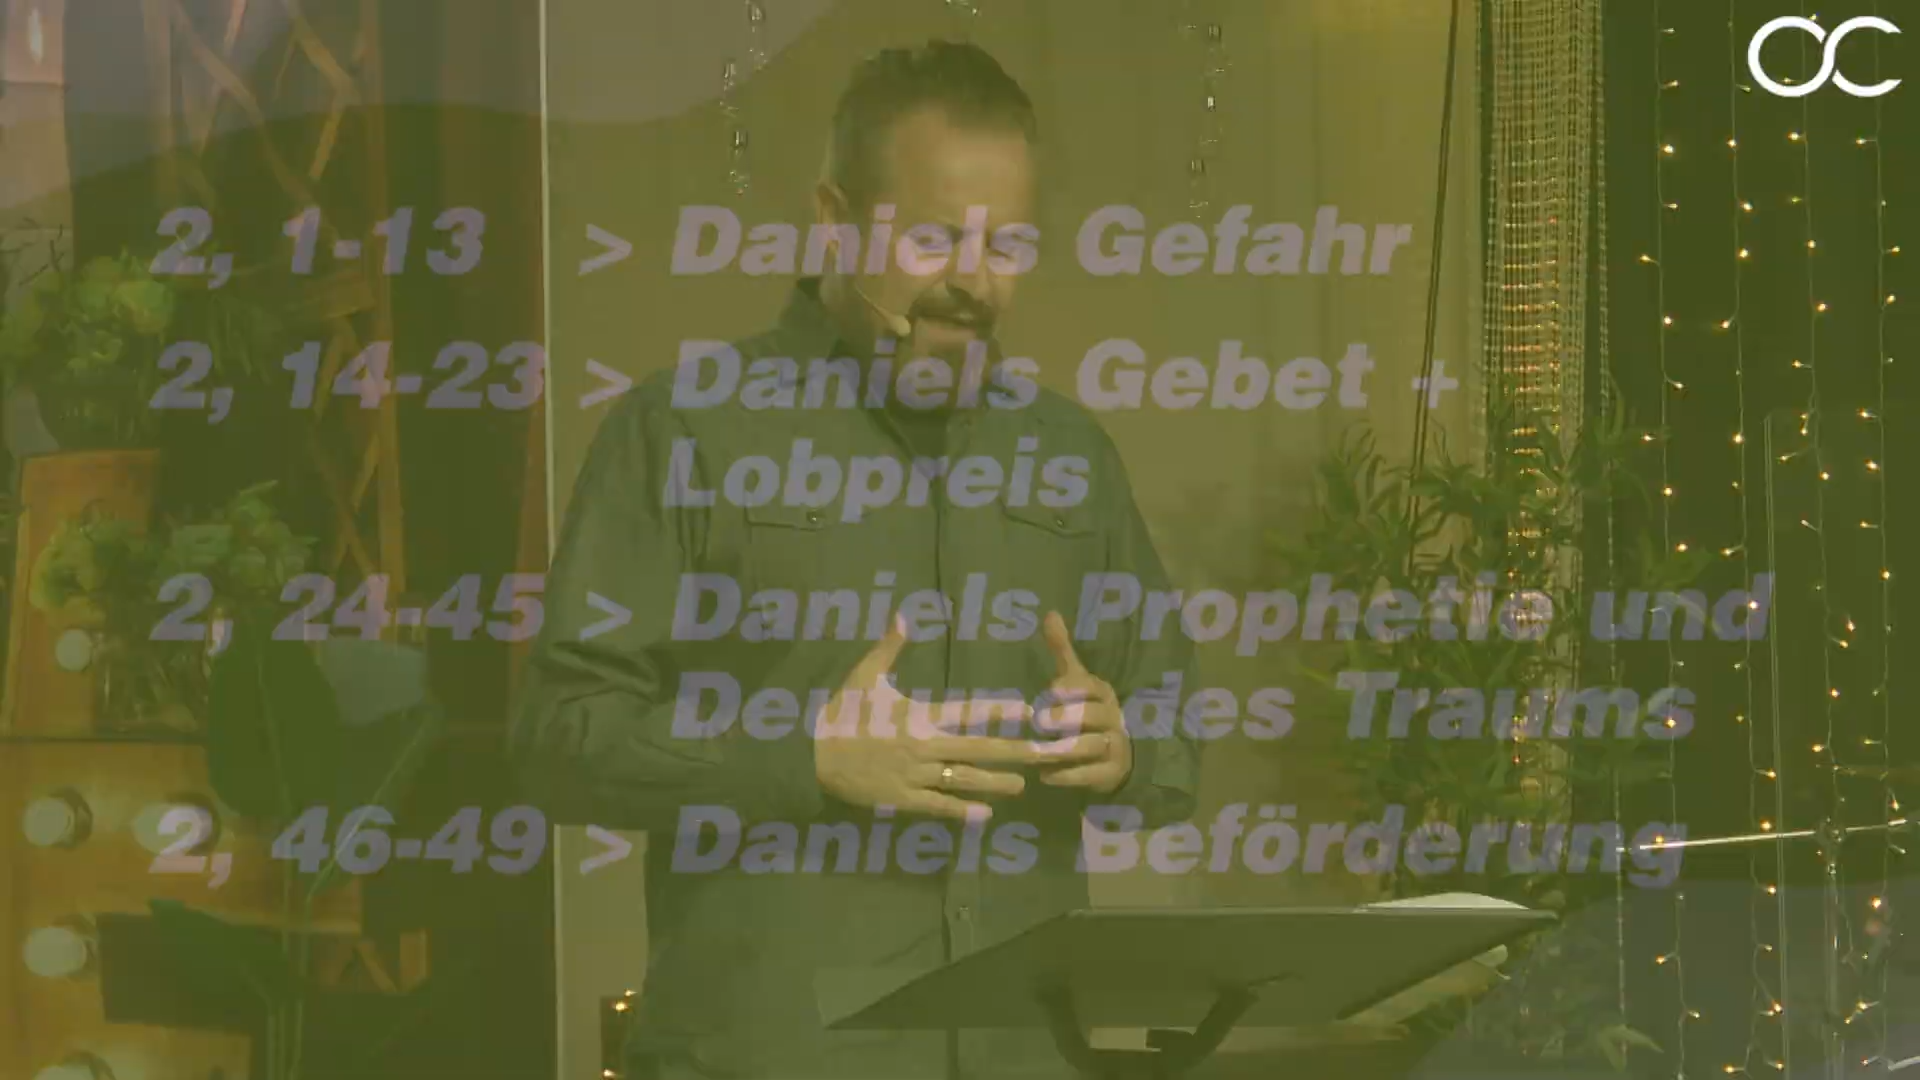 OC
2, 1-13 > Daniels Gefahr
2, 14-23 > Daniels Gebet +
Lobpreis
2, 24-45 > Daniels Prophetie und
Deutung des Traums
2, 46-49 > Daniels Beförderung